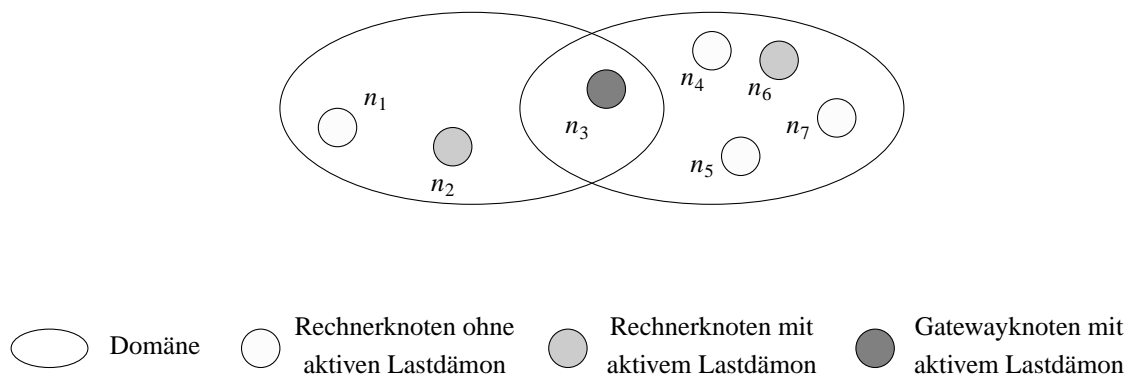 n₁
n₂
n₃
n₄
n₆
n₇
n₅
Domäne
Rechnerknoten ohne
aktiven Lastdämon
Rechnerknoten mit
aktivem Lastdämon
Gatewayknoten mit
aktivem Lastdämon